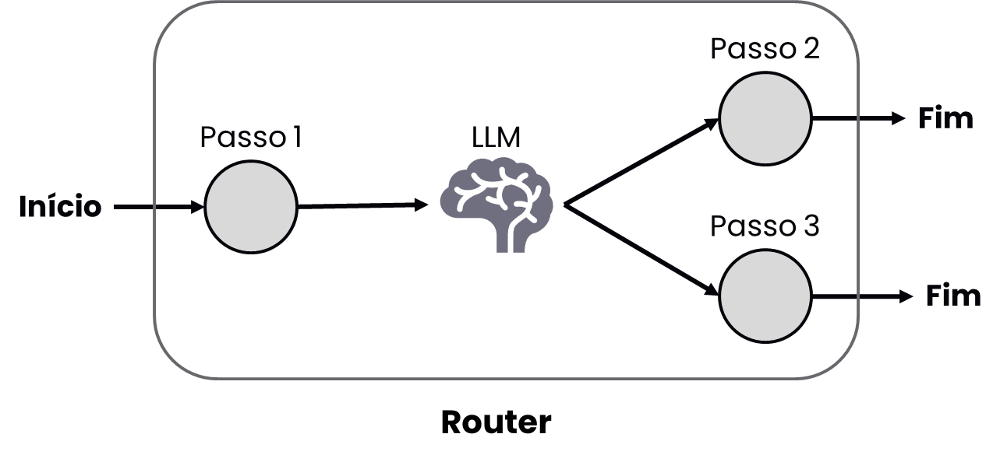 Passo 2
Fim
Passo 1
LLM
Início
Passo 3
Fim
Router